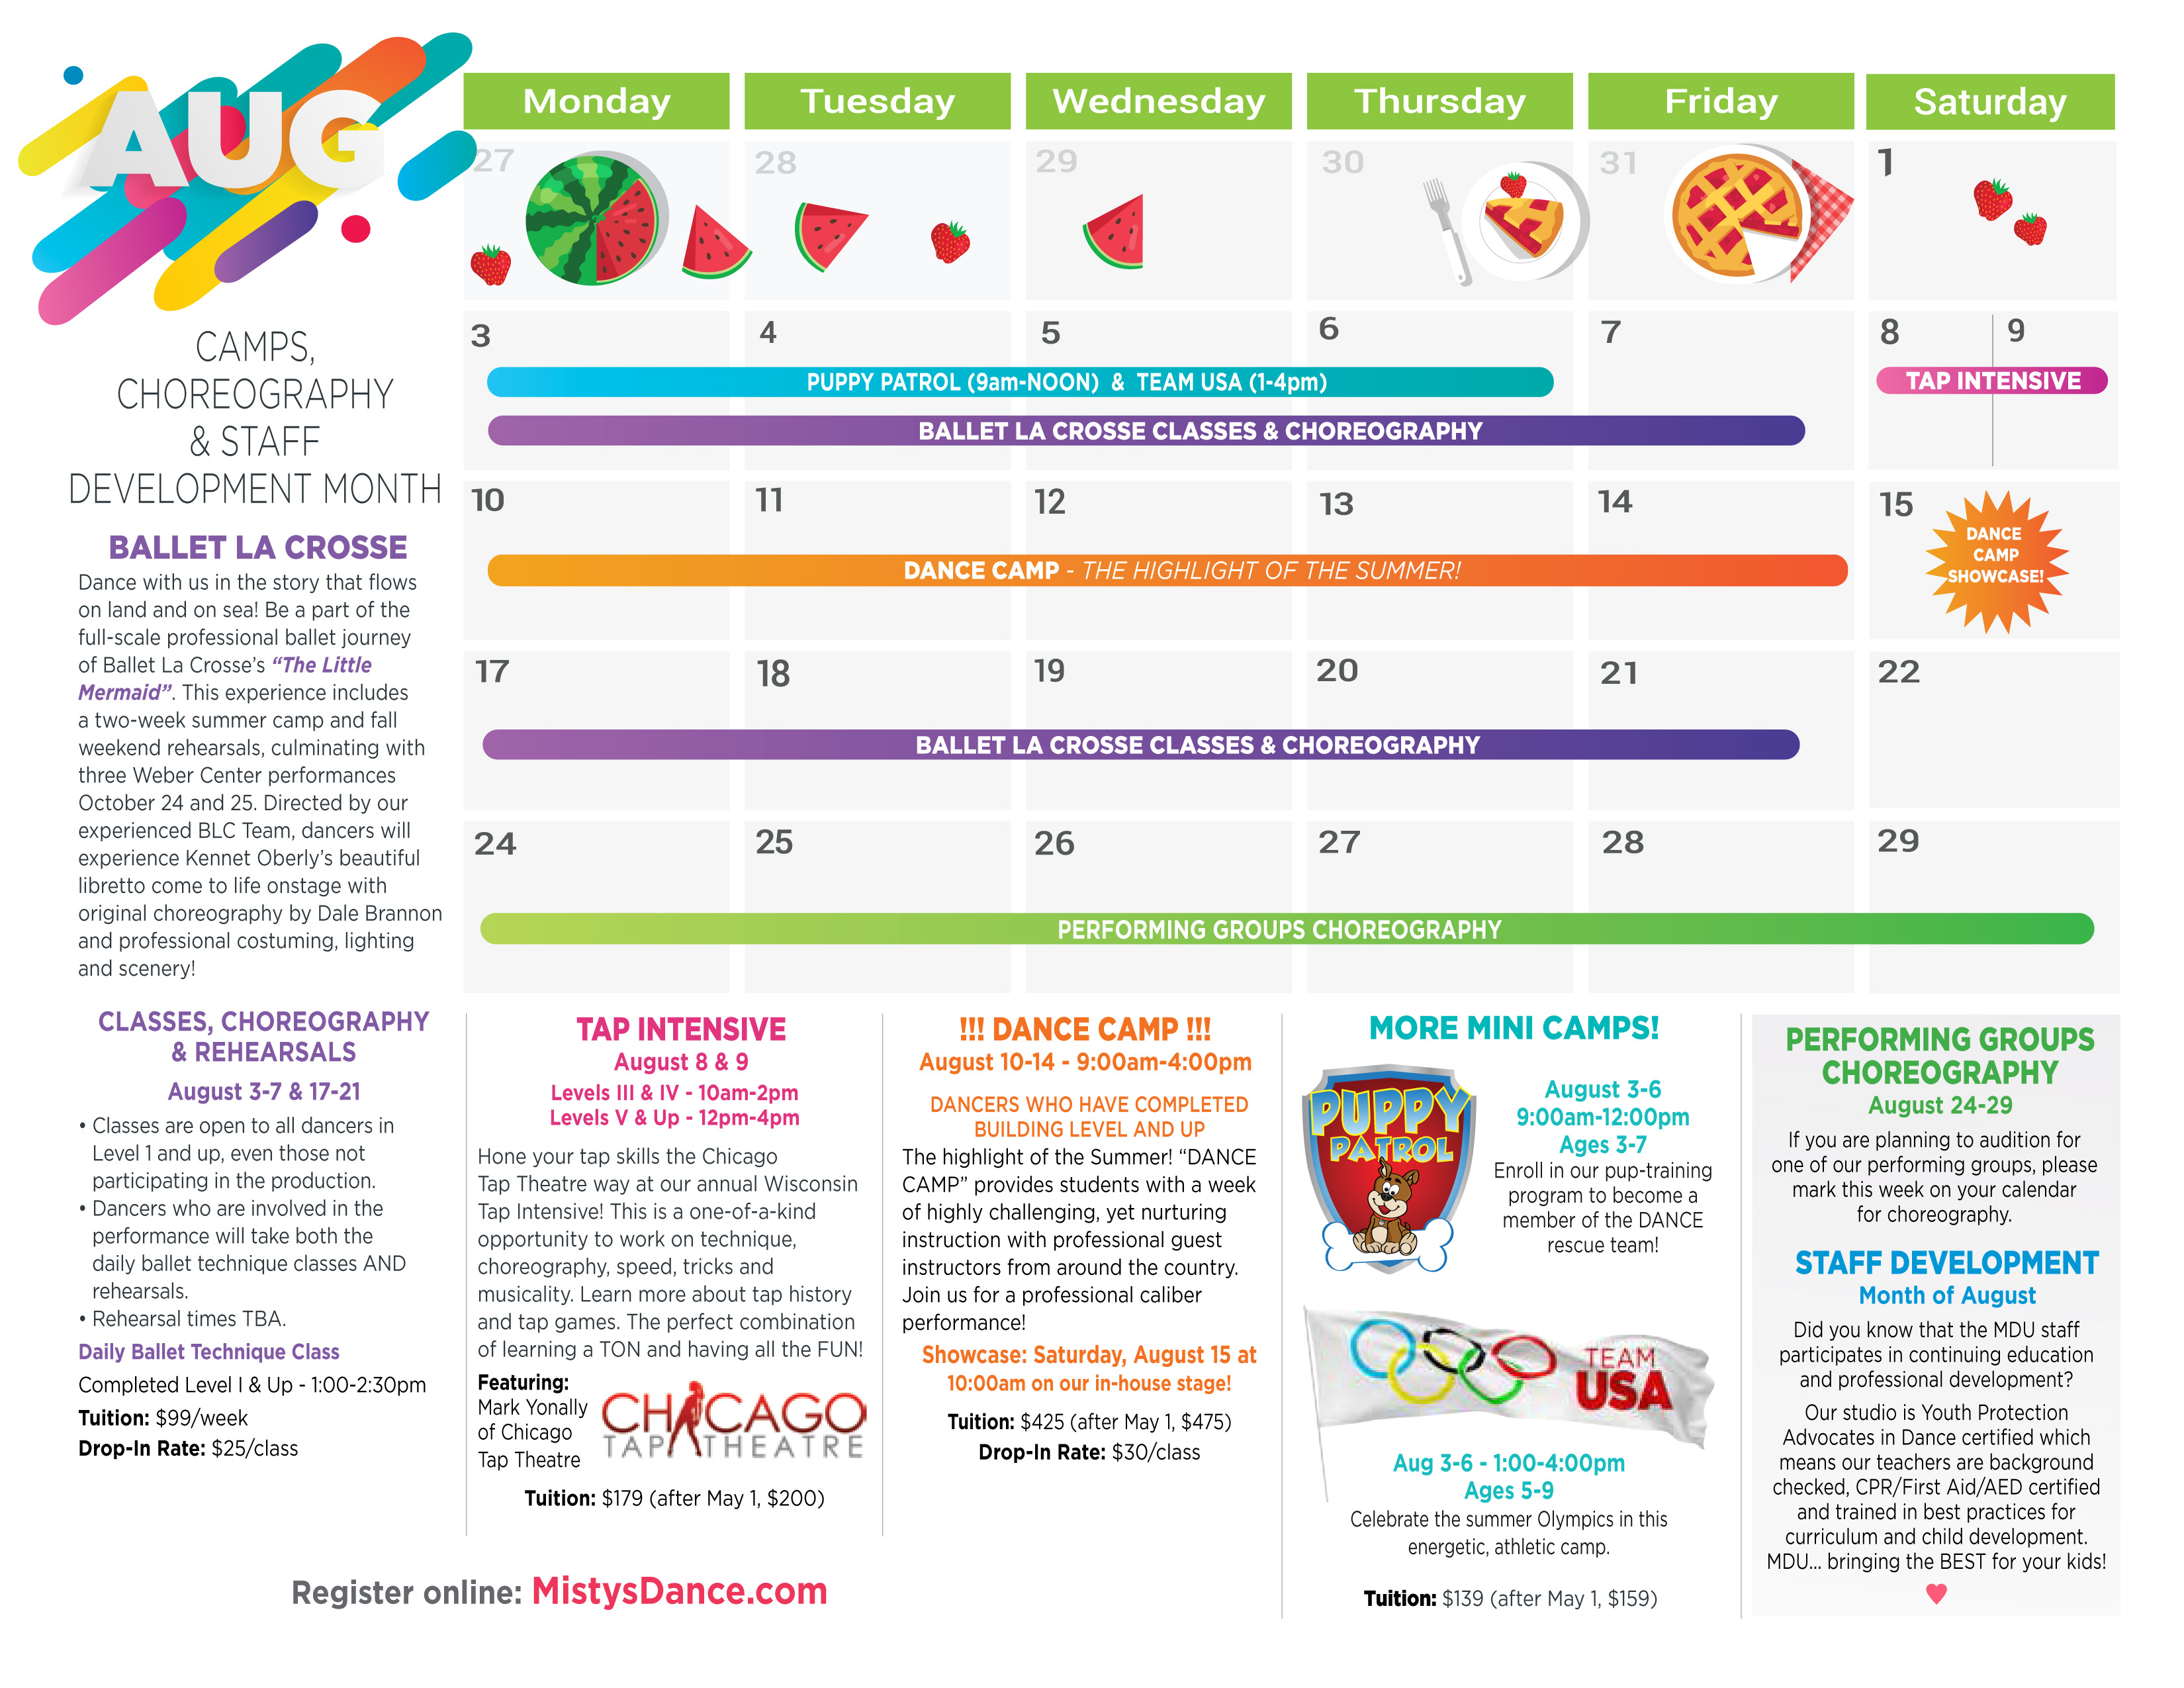 AUG
CAMPS,
CHOREOGRAPHY
& STAFF
DEVELOPMENT MONTH
Monday Tuesday Wednesday Thursday Friday Saturday
27 28 29 30 31 1
3 4 5 6 7 8 9
PUPPY PATROL (9am-NOON) & TEAM USA (1-4pm)
TAP INTENSIVE
BALLET LA CROSSE CLASSES & CHOREOGRAPHY
10 11 12 13 14 15
DANCE
CAMP
SHOWCASE!
DANCE CAMP - THE HIGHLIGHT OF THE SUMMER!
17 18 19 20 21 22
BALLET LA CROSSE CLASSES & CHOREOGRAPHY
24 25 26 27 28 29
PERFORMING GROUPS CHOREOGRAPHY
BALLET LA CROSSE
Dance with us in the story that flows
on land and on sea! Be a part of the
full-scale professional ballet journey
of Ballet La Crosse's “The Little
Mermaid”. This experience includes
a two-week summer camp and fall
weekend rehearsals, culminating with
three Weber Center performances
October 24 and 25. Directed by our
experienced BLC Team, dancers will
experience Kennet Oberly's beautiful
libretto come to life onstage with
original choreography by Dale Brannon
and professional costuming, lighting
and scenery!
CLASSES, CHOREOGRAPHY
& REHEARSALS
August 3-7 & 17-21
• Classes are open to all dancers in
Level 1 and up, even those not
participating in the production.
• Dancers who are involved in the
performance will take both the
daily ballet technique classes AND
rehearsals.
• Rehearsal times TBA.
Daily Ballet Technique Class
Completed Level I & Up - 1:00-2:30pm
Tuition: $99/week
Drop-In Rate: $25/class
TAP INTENSIVE
August 8 & 9
Levels III & IV - 10am-2pm
Levels V & Up - 12pm-4pm
Hone your tap skills the Chicago
Tap Theatre way at our annual Wisconsin
Tap Intensive! This is a one-of-a-kind
opportunity to work on technique,
choreography, speed, tricks and
musicality. Learn more about tap history
and tap games. The perfect combination
of learning a TON and having all the FUN!
Featuring:
Mark Yonally
of Chicago
Tap Theatre
CHICAGO
TAP THEATRE
Tuition: $179 (after May 1, $200)
!!! DANCE CAMP !!!
August 10-14 - 9:00am-4:00pm
DANCERS WHO HAVE COMPLETED
BUILDING LEVEL AND UP
The highlight of the Summer! “DANCE
CAMP” provides students with a week
of highly challenging, yet nurturing
instruction with professional guest
instructors from around the country.
Join us for a professional caliber
performance!
Showcase: Saturday, August 15 at
10:00am on our in-house stage!
Tuition: $425 (after May 1, $475)
Drop-In Rate: $30/class
MORE MINI CAMPS!
PUPPY
PATROL
August 3-6
9:00am-12:00pm
Ages 3-7
Enroll in our pup-training
program to become a
member of the DANCE
rescue team!
TEAM
USA
Aug 3-6 - 1:00-4:00pm
Ages 5-9
Celebrate the summer Olympics in this
energetic, athletic camp.
Tuition: $139 (after May 1, $159)
PERFORMING GROUPS
CHOREOGRAPHY
August 24-29
If you are planning to audition for
one of our performing groups, please
mark this week on your calendar
for choreography.
STAFF DEVELOPMENT
Month of August
Did you know that the MDU staff
participates in continuing education
and professional development?
Our studio is Youth Protection
Advocates in Dance certified which
means our teachers are background
checked, CPR/First Aid/AED certified
and trained in best practices for
curriculum and child development.
MDU... bringing the BEST for your kids!
Register online: MistysDance.com